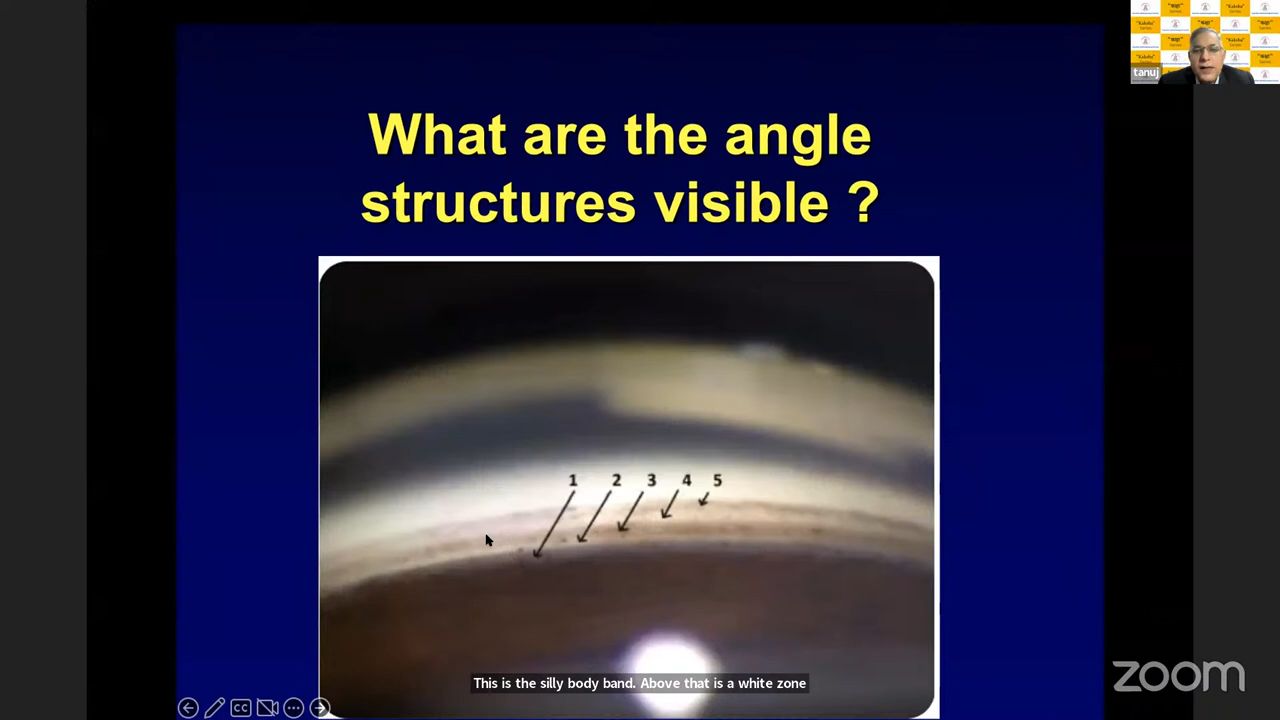 tanuj
What are the angle
structures visible ?
1 2 3 4 5
This is the silly body band. Above that is a white zone
CC
zoom